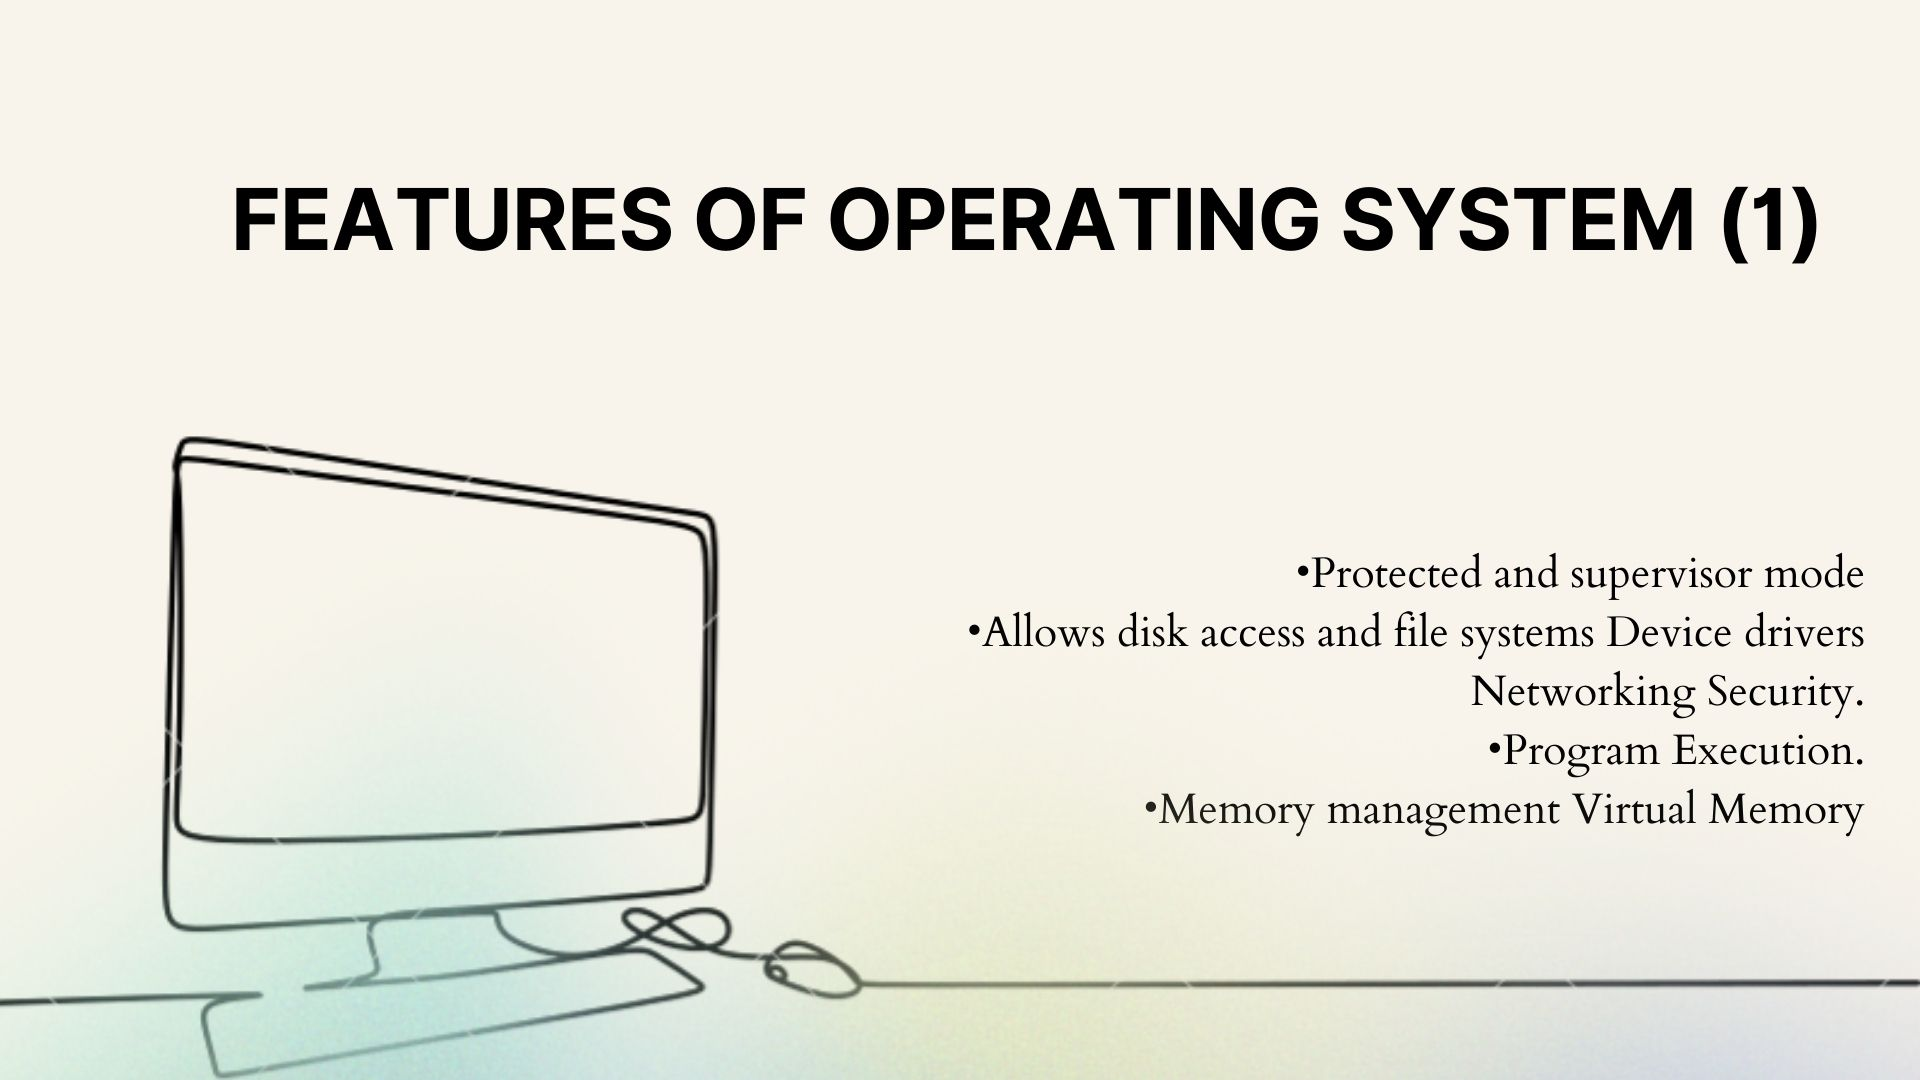 FEATURES OF OPERATING SYSTEM (1)
•Protected and supervisor mode
•Allows disk access and file systems Device drivers
Networking Security.
•Program Execution.
•Memory management Virtual Memory